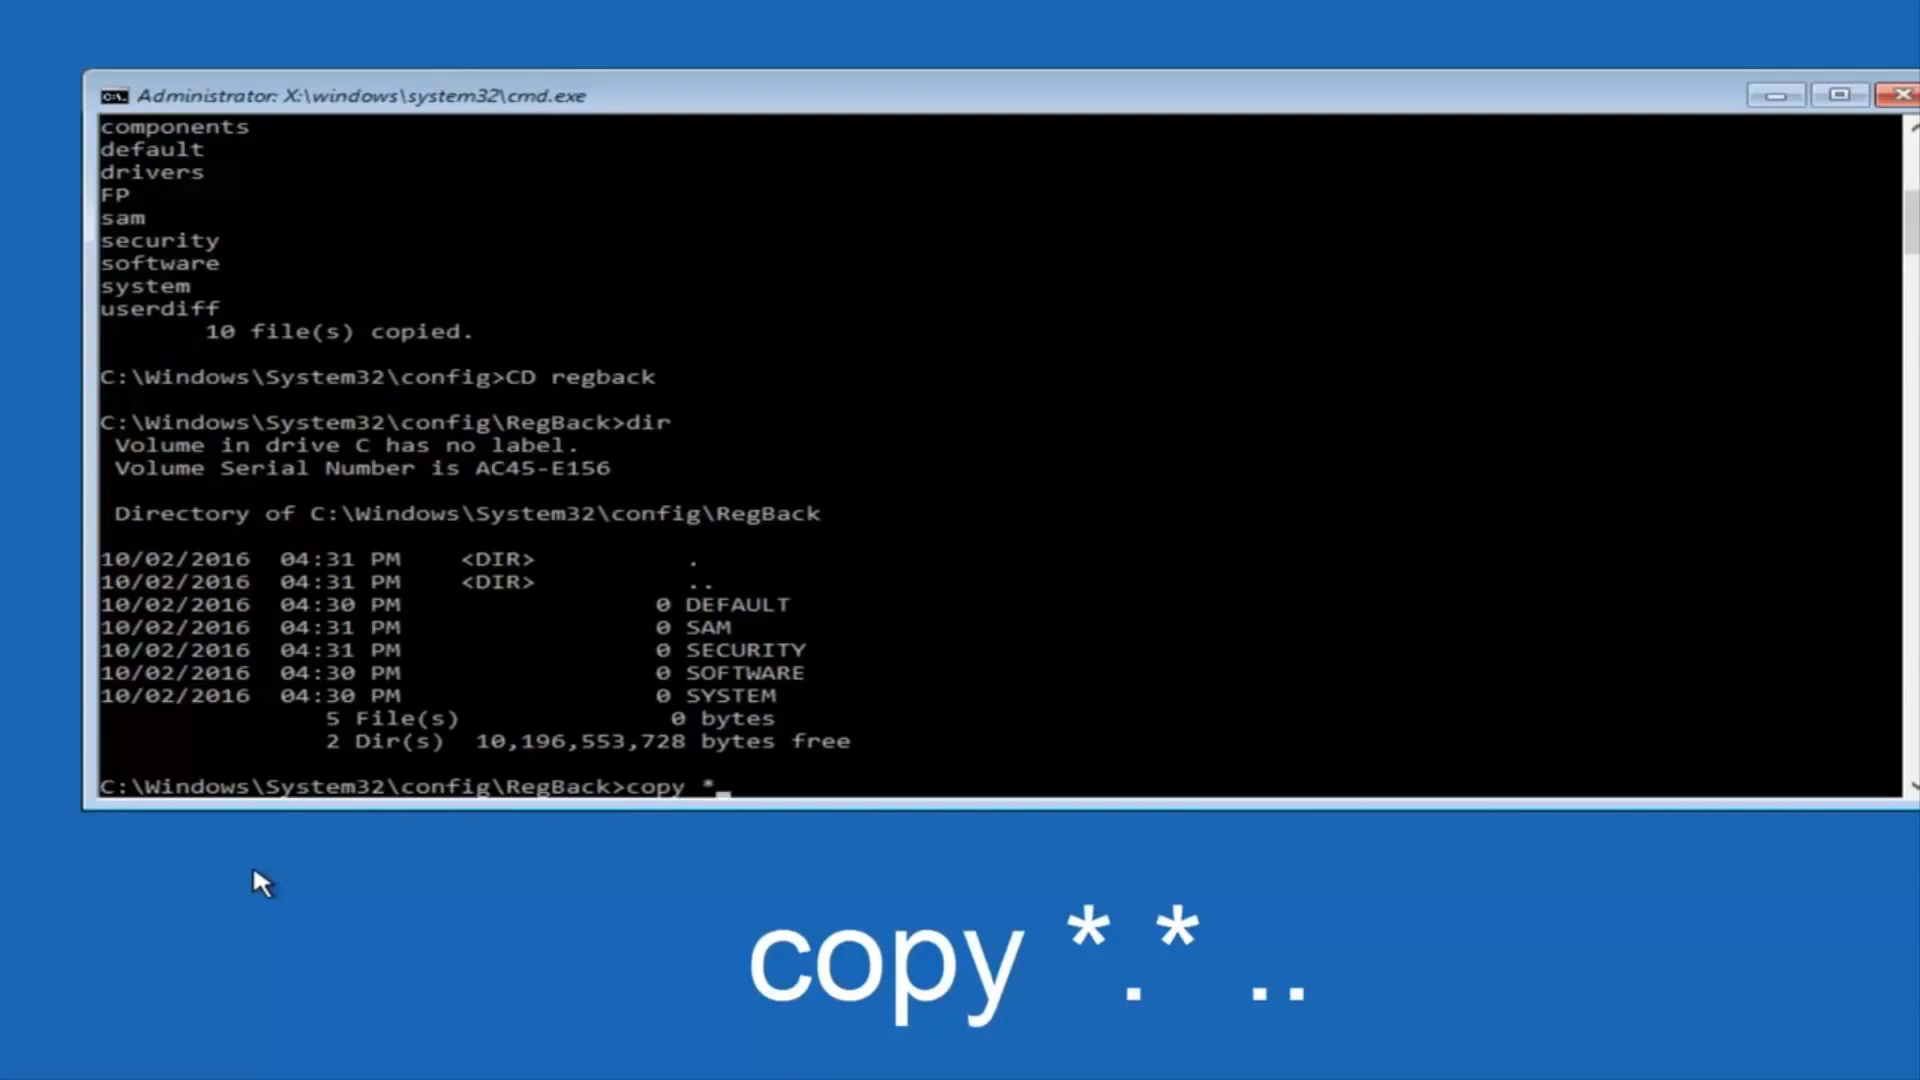 Administrator: X:\windows\system32\cmd.exe
components
default
drivers
FP
sam
security
software
system
userdiff
10 file(s) copied.
C:\Windows\System32\config>CD regback
C:\Windows\System32\config\RegBack>dir
Volume in drive C has no label.
Volume Serial Number is AC45-E156
Directory of C:\Windows\System32\config\RegBack
10/02/2016 04:31 PM <DIR> .
10/02/2016 04:31 PM <DIR> ..
10/02/2016 04:30 PM 0 DEFAULT
10/02/2016 04:31 PM 0 SAM
10/02/2016 04:31 PM 0 SECURITY
10/02/2016 04:30 PM 0 SOFTWARE
10/02/2016 04:30 PM 0 SYSTEM
5 File(s) 0 bytes
2 Dir(s) 10,196,553,728 bytes free
C:\Windows\System32\config\RegBack>copy *_
copy *.* ..